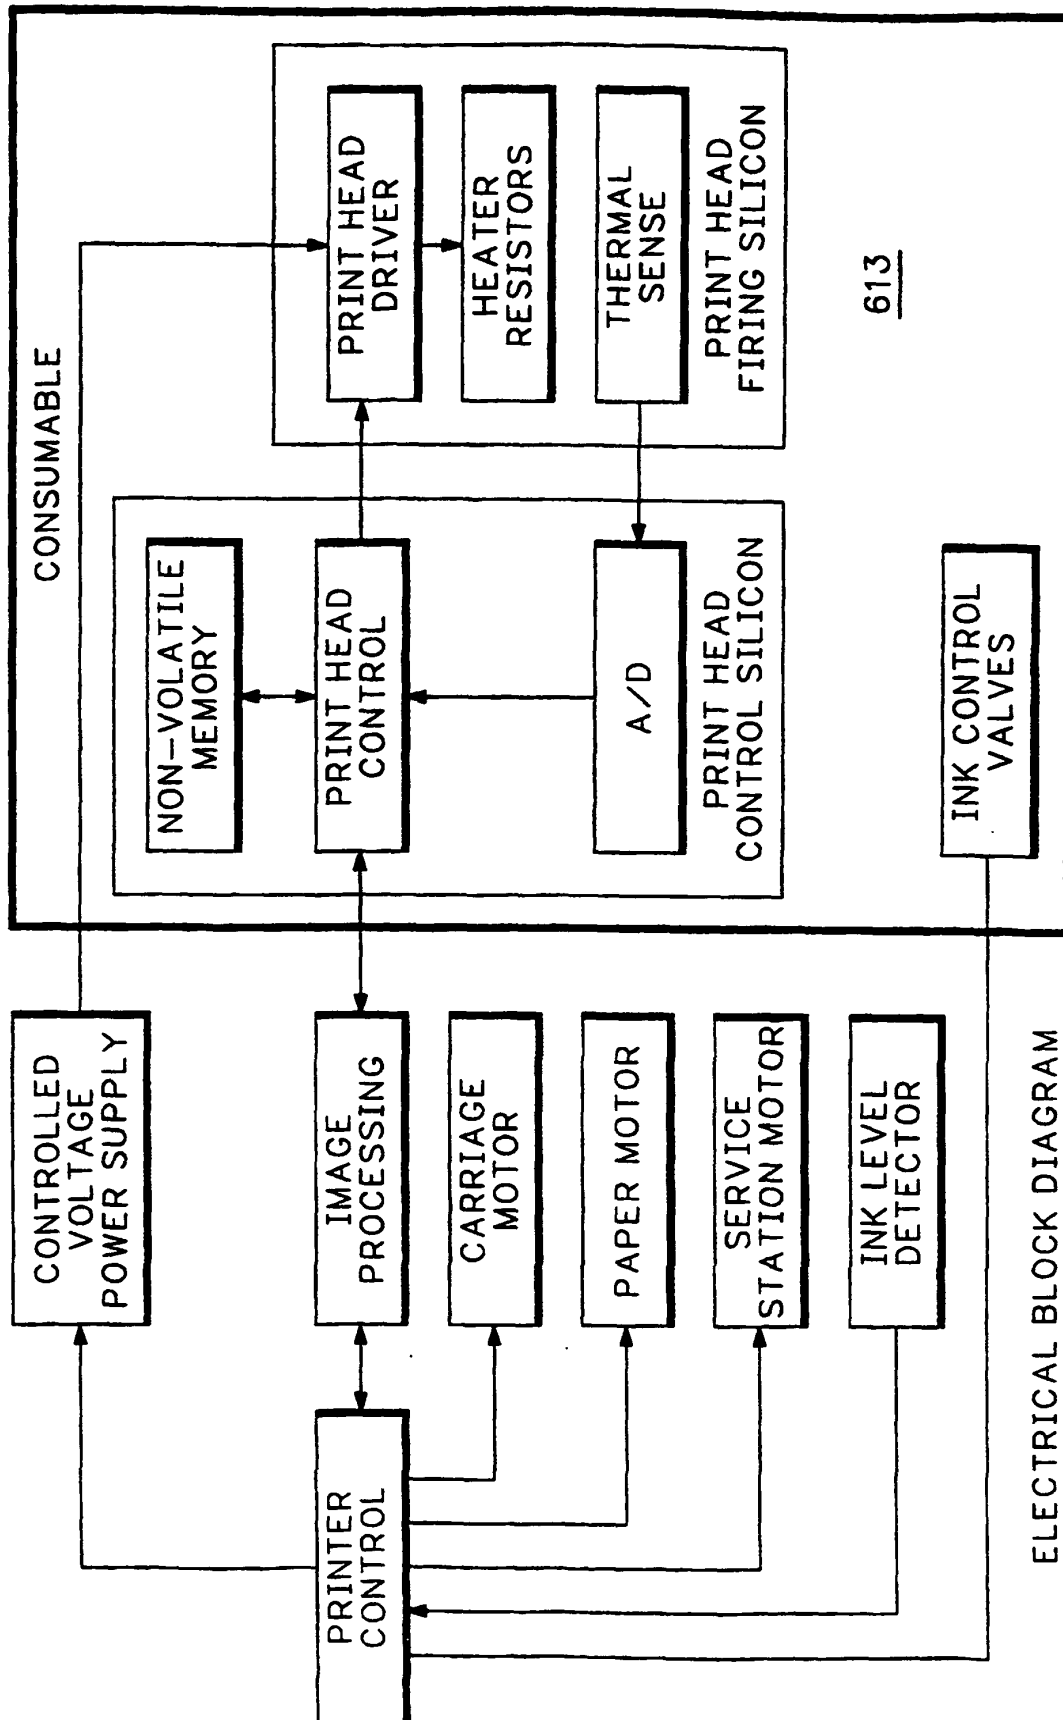 CONSUMABLE
CONTROLLED
VOLTAGE
POWER SUPPLY
NON-VOLATILE
MEMORY
PRINT HEAD
DRIVER
PRINTER
CONTROL
IMAGE
PROCESSING
PRINT HEAD
CONTROL
HEATER
RESISTORS
CARRIAGE
MOTOR
PAPER MOTOR
A/D
THERMAL
SENSE
SERVICE
STATION MOTOR
PRINT HEAD
CONTROL SILICON
PRINT HEAD
FIRING SILICON
INK LEVEL
DETECTOR
613
INK CONTROL
VALVES
ELECTRICAL BLOCK DIAGRAM